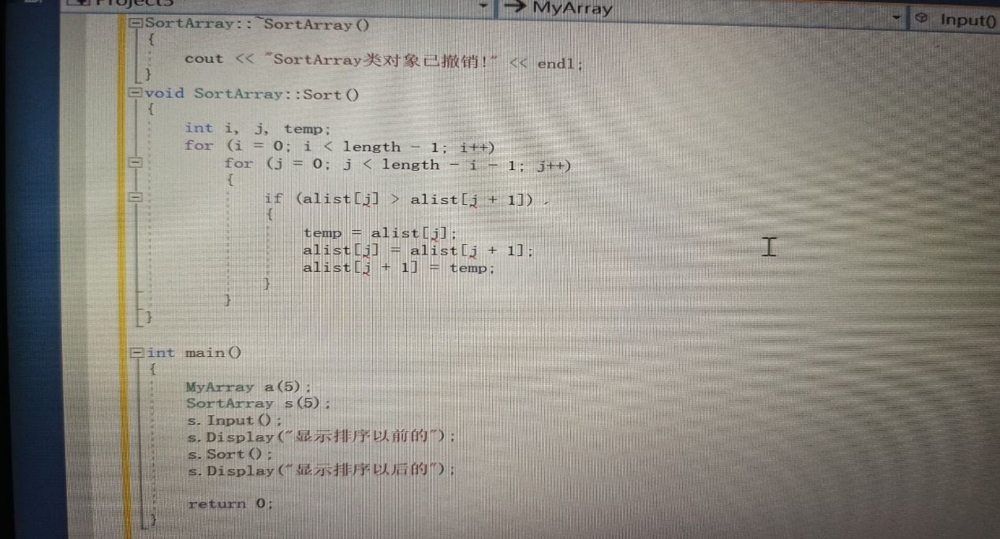 Project3
→ MyArray
Input()
SortArray::~SortArray()
{
cout << "SortArray类对象已撤销!" << endl;
}
void SortArray::Sort()
{
int i, j, temp;
for (i = 0; i < length - 1; i++)
for (j = 0; j < length - i - 1; j++)
{
if (alist[j] > alist[j + 1])
{
temp = alist[j];
alist[j] = alist[j + 1];
alist[j + 1] = temp;
}
}
}
int main()
{
MyArray a(5);
SortArray s(5);
s.Input();
s.Display("显示排序以前的");
s.Sort();
s.Display("显示排序以后的");
return 0;
}